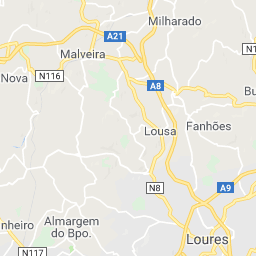 Milharado
A21
Malveira
Nova
N116
A8
Bu
Lousa
Fanhões
N8
A9
Almargem
do Bpo.
nheiro
Loures
N117